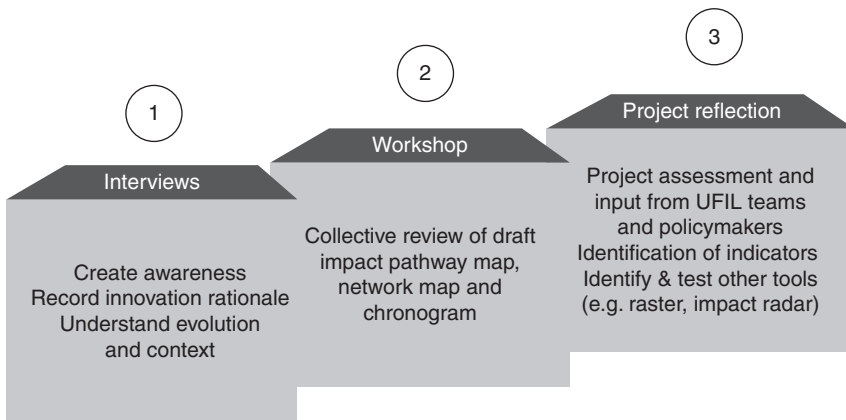 1
Interviews
Create awareness
Record innovation rationale
Understand evolution
and context
2
Workshop
Collective review of draft
impact pathway map,
network map and
chronogram
3
Project reflection
Project assessment and
input from UFIL teams
and policymakers
Identification of indicators
Identify & test other tools
(e.g. raster, impact radar)